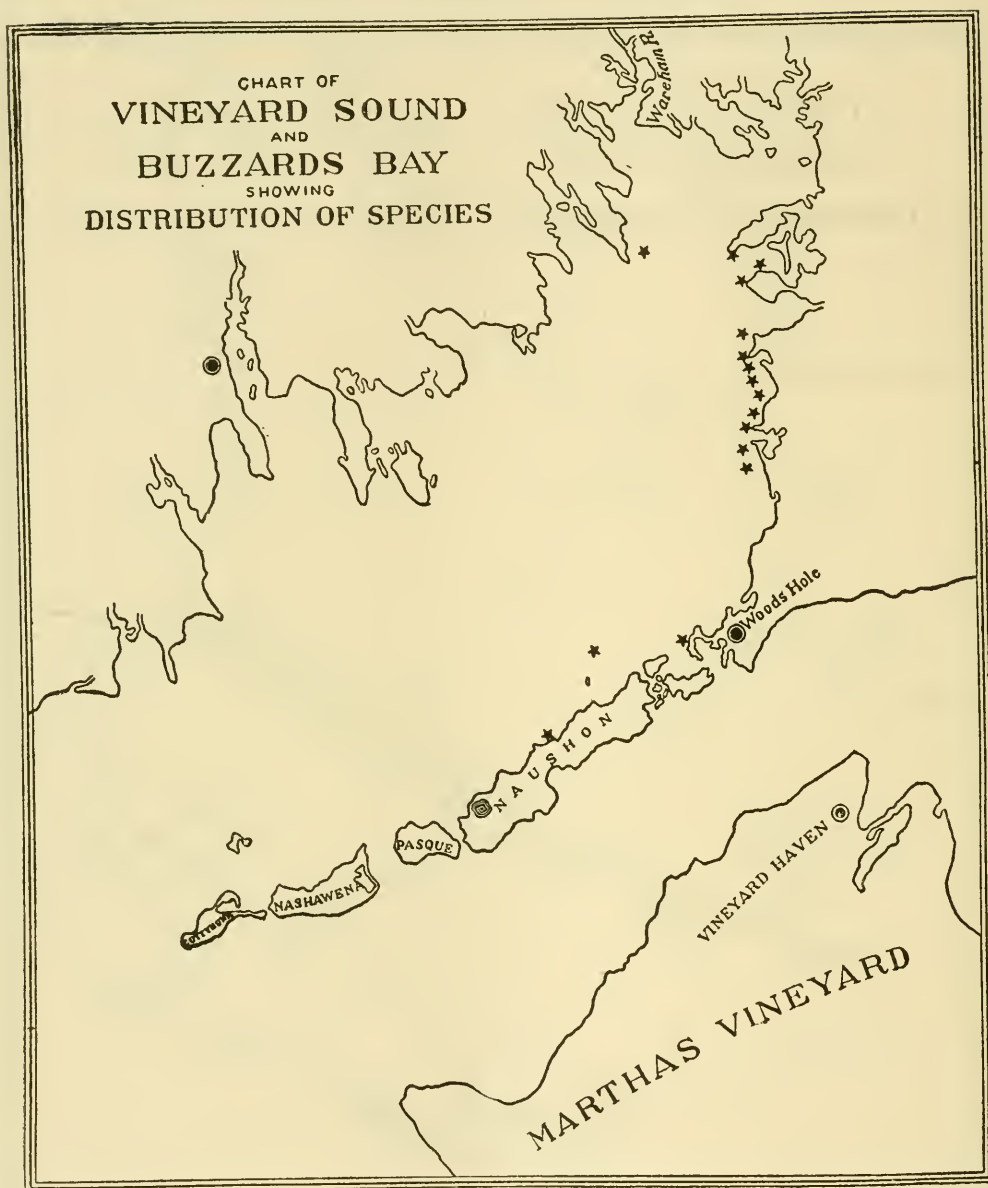 CHART OF
VINEYARD SOUND
AND
BUZZARDS BAY
SHOWING
DISTRIBUTION OF SPECIES
Wareham R.
Woods Hole
NAUSHON
PASQUE
NASHAWENA
VINEYARD HAVEN
MARTHAS VINEYARD